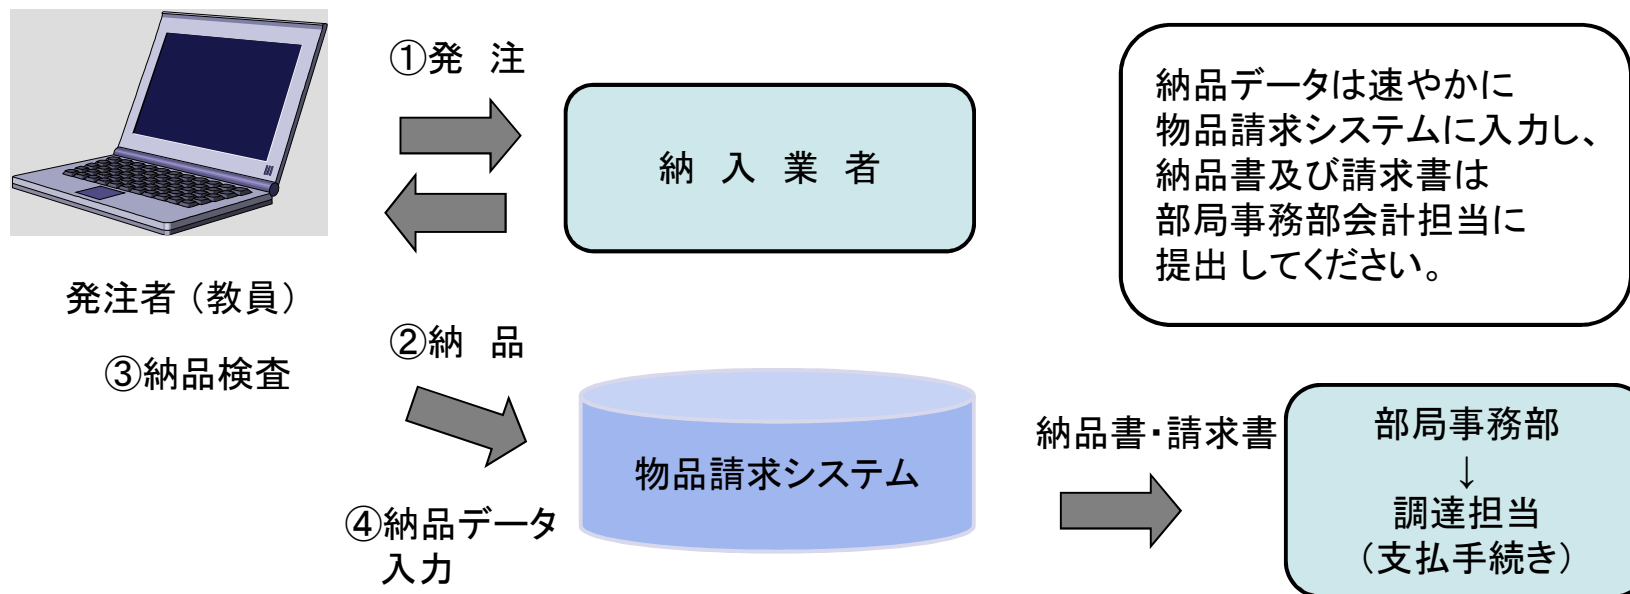 ①発　注
納　入　業　者
発注者（教員）
②納　品
③納品検査
物品請求システム
④納品データ
入力
納品データは速やかに
物品請求システムに入力し、
納品書及び請求書は
部局事務部会計担当に
提出 してください。
納品書・請求書
部局事務部
↓
調達担当
（支払手続き）